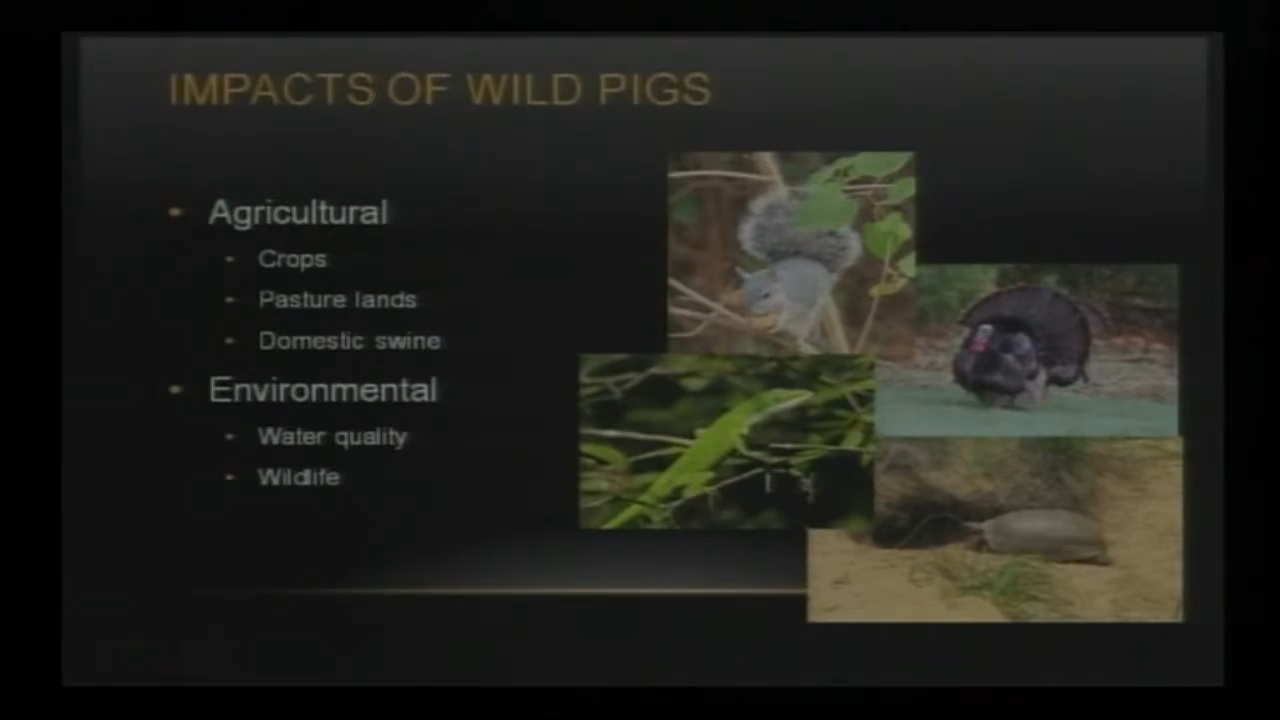 IMPACTS OF WILD PIGS
Agricultural
Crops
Pasture lands
Domestic swine
Environmental
Water quality
Wildlife